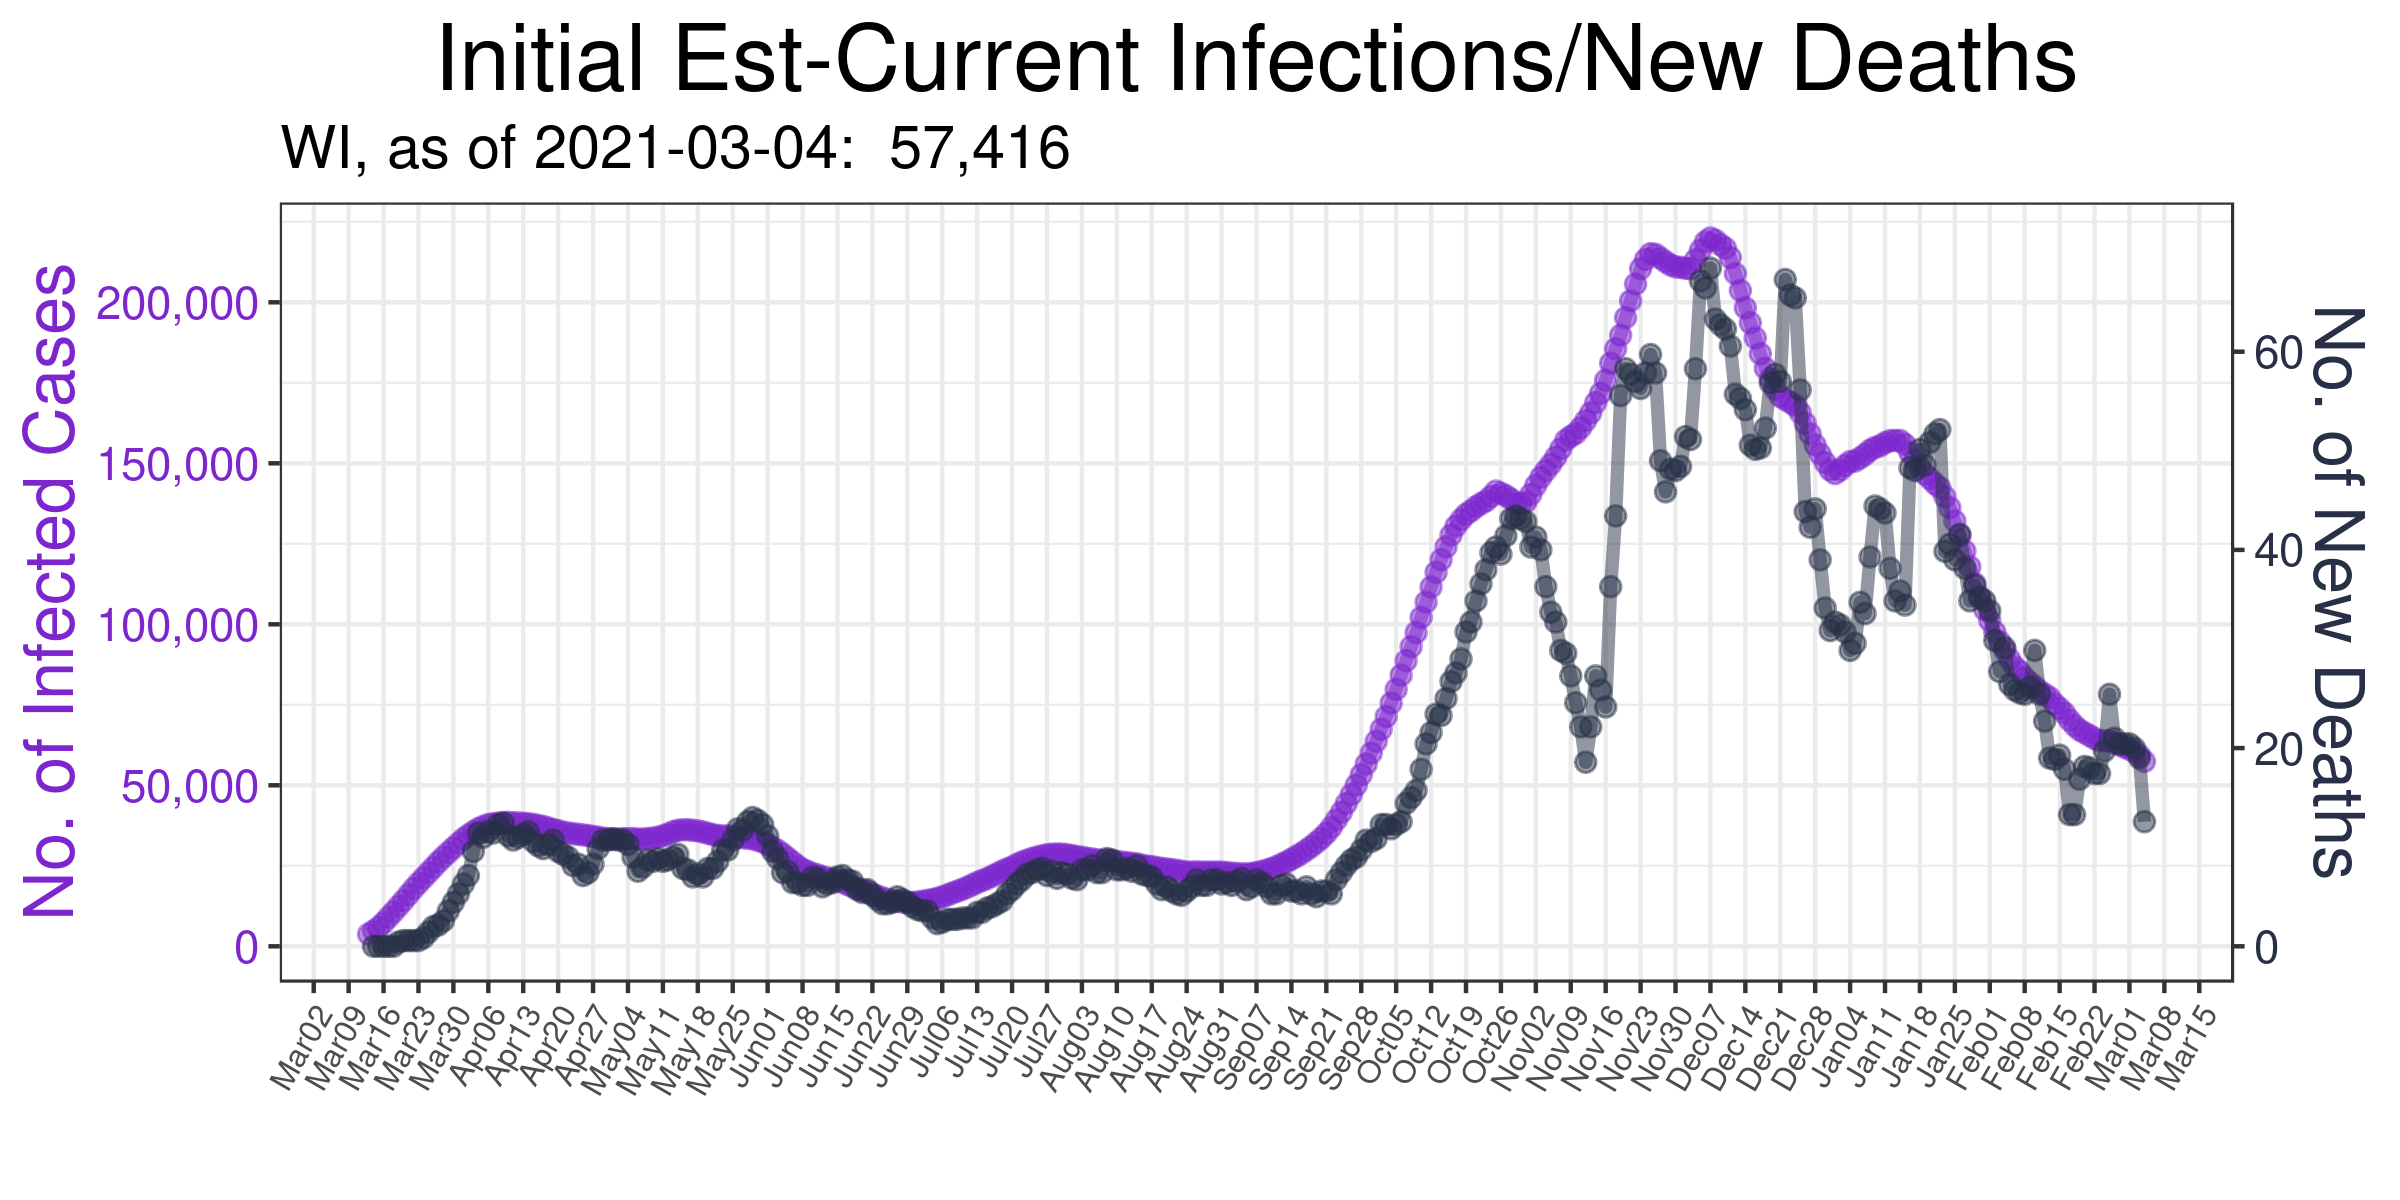 Initial Est-Current Infections/New Deaths
WI, as of 2021-03-04: 57,416
No. of Infected Cases
200,000
150,000
100,000
50,000
0
No. of New Deaths
60
40
20
0
Mar02
Mar09
Mar16
Mar23
Mar30
Apr06
Apr13
Apr20
Apr27
May04
May11
May18
May25
Jun01
Jun08
Jun15
Jun22
Jun29
Jul06
Jul13
Jul20
Jul27
Aug03
Aug10
Aug17
Aug24
Aug31
Sep07
Sep14
Sep21
Sep28
Oct05
Oct12
Oct19
Oct26
Nov02
Nov09
Nov16
Nov23
Nov30
Dec07
Dec14
Dec21
Dec28
Jan04
Jan11
Jan18
Jan25
Feb01
Feb08
Feb15
Feb22
Mar01
Mar08
Mar15